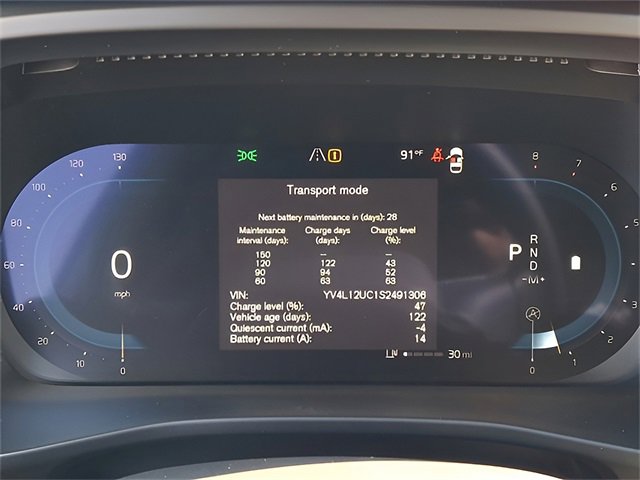 120 130 91°F 8 7
100 6
80 5
60 4
40 3
20 2
10 1
0 0
Transport mode
Next battery maintenance in (days): 28
Maintenance interval (days): Charge days (days): Charge level (%):
150 -- --
120 122 43
90 94 52
60 63 63
VIN: YV4L12UC1S2491306
Charge level (%): 47
Vehicle age (days): 122
Quiescent current (mA): -4
Battery current (A): 14
0
mph
P R
N
D
-M+
A
30 mi